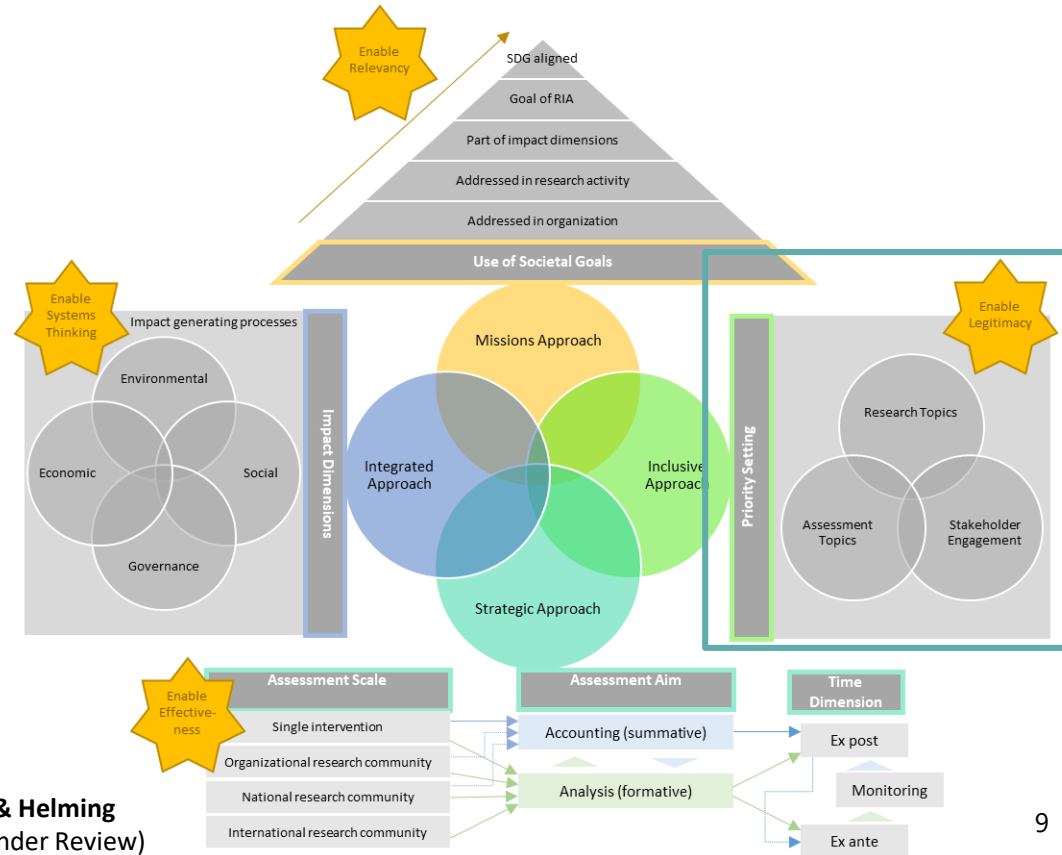 Enable
Relevancy
SDG aligned
Goal of RIA
Part of impact dimensions
Addressed in research activity
Addressed in organization
Use of Societal Goals
Enable
Systems
Thinking
Impact generating processes
Environmental
Economic
Social
Governance
Impact Dimensions
Missions Approach
Integrated
Approach
Inclusive
Approach
Strategic Approach
Priority Setting
Enable
Legitimacy
Research Topics
Assessment
Topics
Stakeholder
Engagement
Enable
Effective-
ness
Assessment Scale
Single intervention
Organizational research community
National research community
International research community
Assessment Aim
Accounting (summative)
Analysis (formative)
Time
Dimension
Ex post
Monitoring
Ex ante
& Helming
nder Review)
9